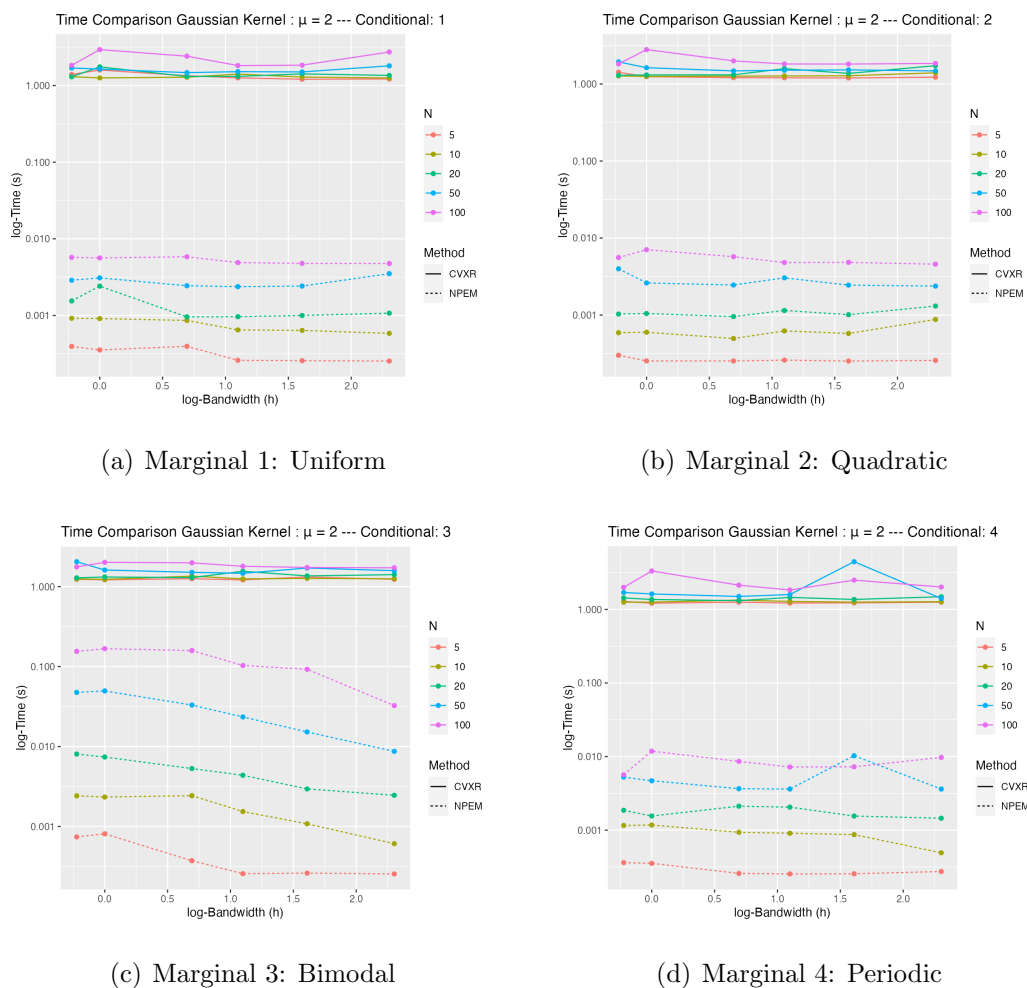 Time Comparison Gaussian Kernel : μ = 2 --- Conditional: 1
1.000
0.100
0.010
0.001
log-Time (s)
0.0 0.5 1.0 1.5 2.0
log-Bandwidth (h)
N
5
10
20
50
100
Method
CVXR
NPEM
(a) Marginal 1: Uniform
Time Comparison Gaussian Kernel : μ = 2 --- Conditional: 2
1.000
0.100
0.010
0.001
log-Time (s)
0.0 0.5 1.0 1.5 2.0
log-Bandwidth (h)
N
5
10
20
50
100
Method
CVXR
NPEM
(b) Marginal 2: Quadratic
Time Comparison Gaussian Kernel : μ = 2 --- Conditional: 3
1.000
0.100
0.010
0.001
log-Time (s)
0.0 0.5 1.0 1.5 2.0
log-Bandwidth (h)
N
5
10
20
50
100
Method
CVXR
NPEM
(c) Marginal 3: Bimodal
Time Comparison Gaussian Kernel : μ = 2 --- Conditional: 4
1.000
0.100
0.010
0.001
log-Time (s)
0.0 0.5 1.0 1.5 2.0
log-Bandwidth (h)
N
5
10
20
50
100
Method
CVXR
NPEM
(d) Marginal 4: Periodic